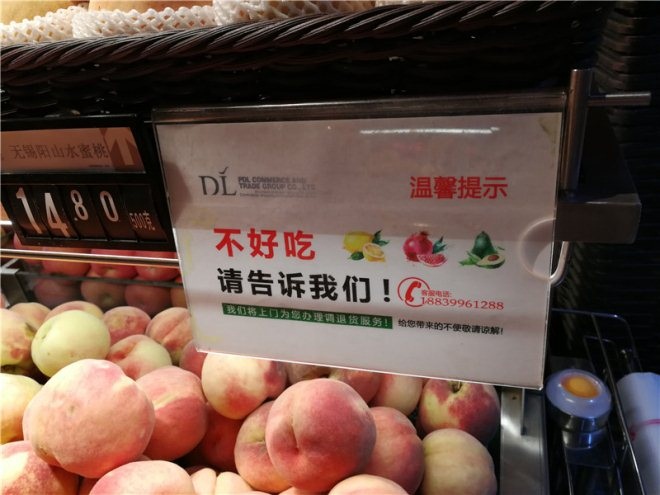 无锡阳山水蜜桃
14 80
500克
DL PDL COMMERCE AND
TRADE GROUP CO., LTD
温馨提示
不好吃
请告诉我们！
客服电话:
18839961288
我们将上门为您办理调退货服务！
给您带来的不便敬请谅解!